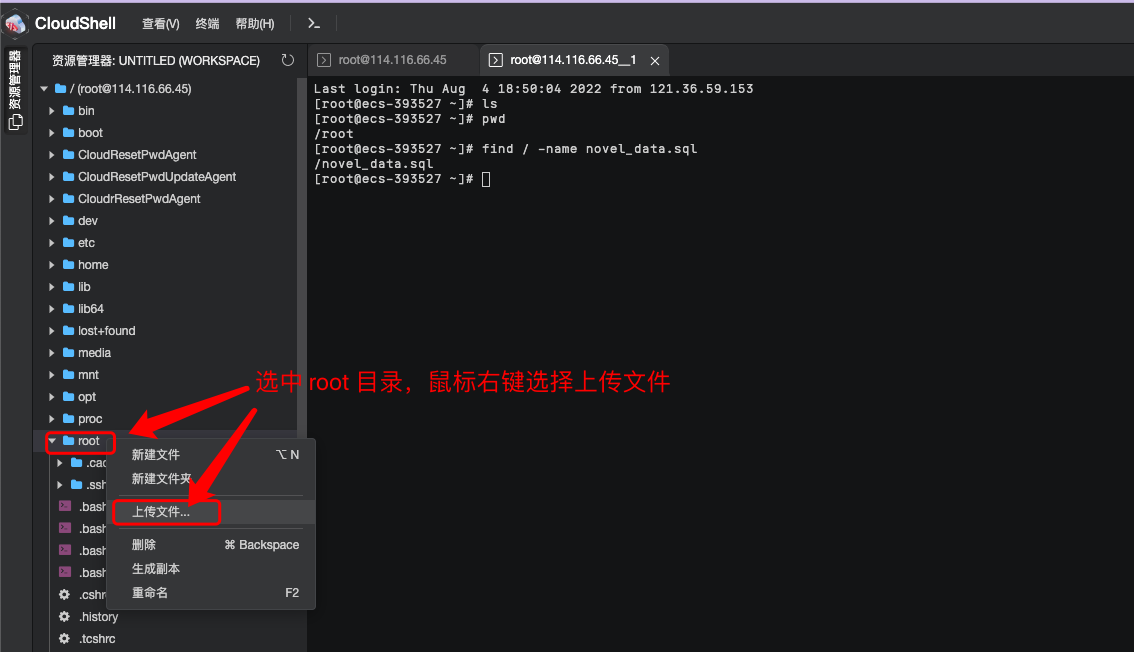 CloudShell 查看(V) 终端 帮助(H)
资源管理器
资源管理器: UNTITLED (WORKSPACE)
/ (root@114.116.66.45)
bin
boot
CloudResetPwdAgent
CloudResetPwdUpdateAgent
CloudrResetPwdAgent
dev
etc
home
lib
lib64
lost+found
media
mnt
opt
proc
root
.cac
.ssh
.bash
.bash
.bash
.bash
.cshr
.history
.tcshrc
新建文件 ⌥ N
新建文件夹
上传文件...
删除 ⌘ Backspace
生成副本
重命名 F2
root@114.116.66.45 root@114.116.66.45__1
Last login: Thu Aug  4 18:50:04 2022 from 121.36.59.153
[root@ecs-393527 ~]# ls
[root@ecs-393527 ~]# pwd
/root
[root@ecs-393527 ~]# find / -name novel_data.sql
/novel_data.sql
[root@ecs-393527 ~]#
选中 root 目录，鼠标右键选择上传文件